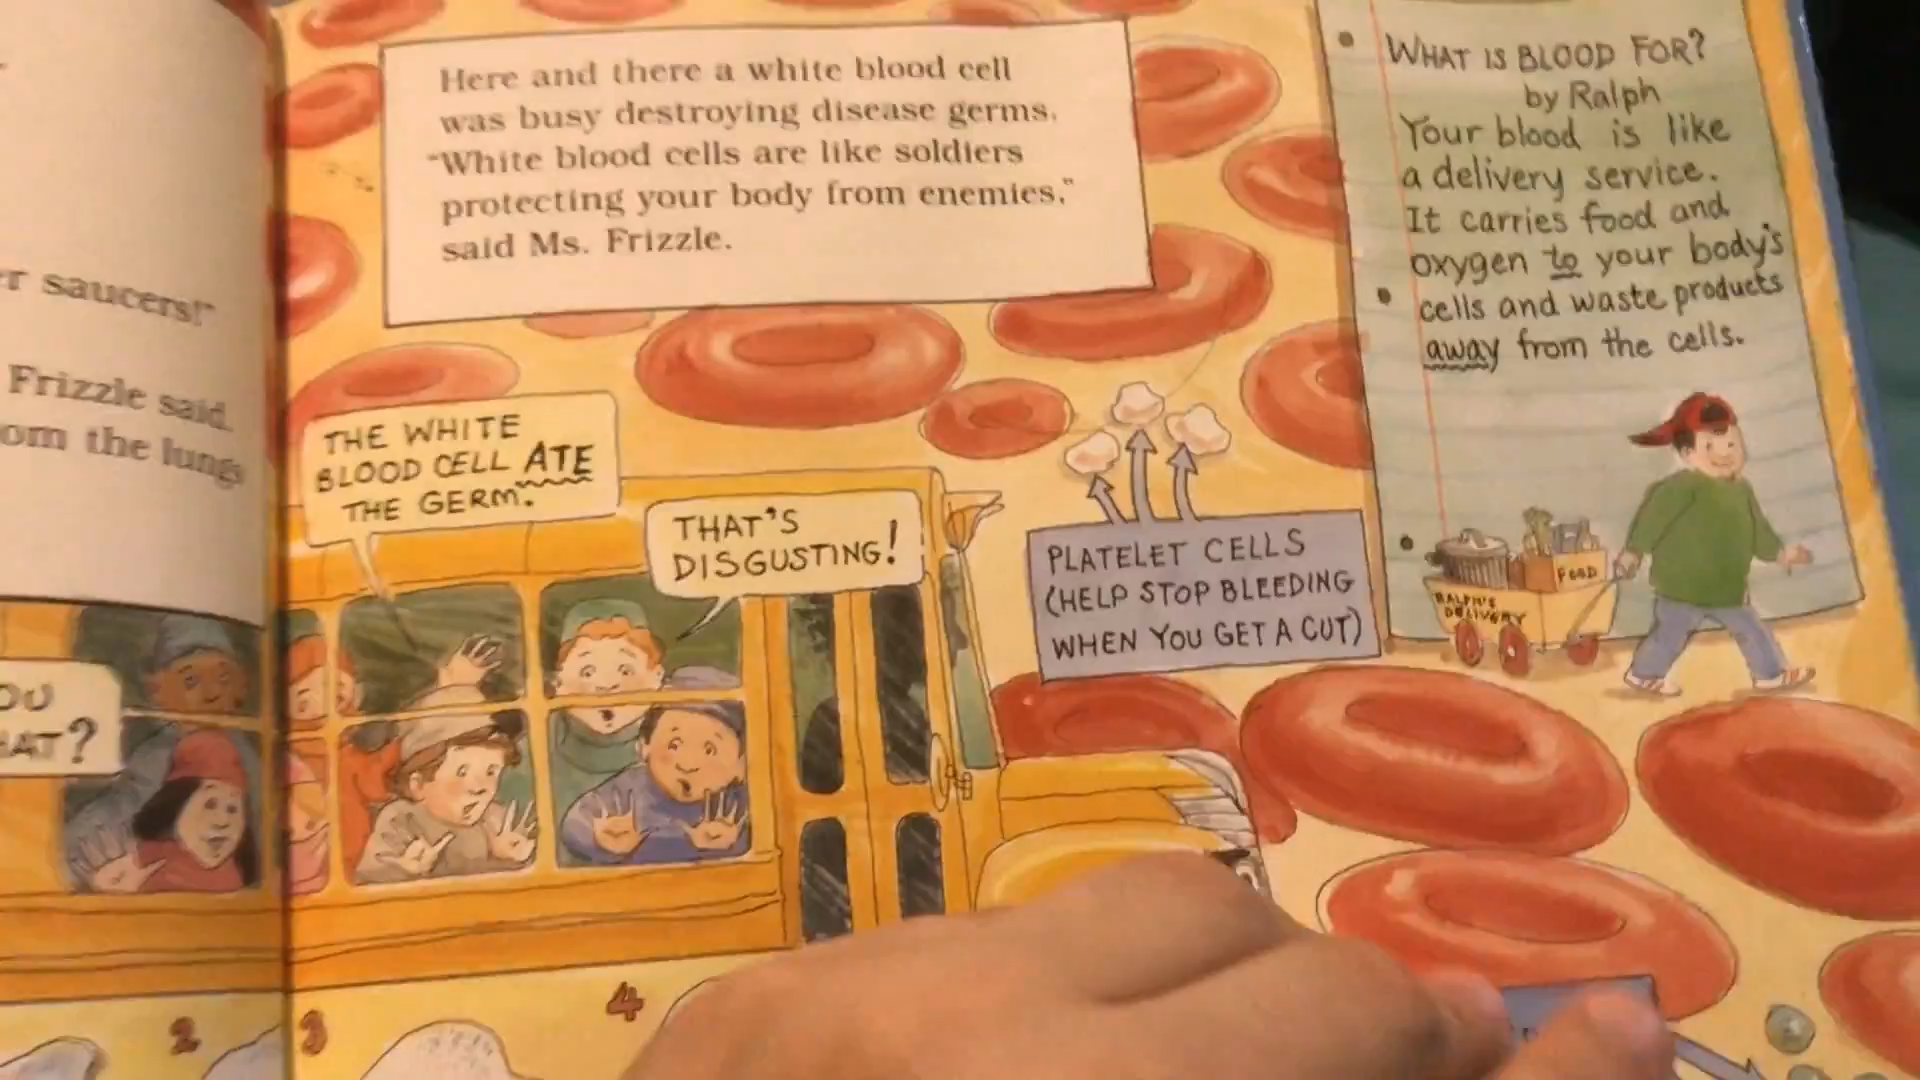 r saucers!"
Frizzle said.
om the lungs
OU
HAT?
2
Here and there a white blood cell
was busy destroying disease germs.
"White blood cells are like soldiers
protecting your body from enemies,"
said Ms. Frizzle.
THE WHITE
BLOOD CELL ATE
THE GERM.
THAT'S
DISGUSTING!
PLATELET CELLS
(HELP STOP BLEEDING
WHEN YOU GET A CUT)
3
4
WHAT IS BLOOD FOR?
by Ralph
Your blood is like
a delivery service.
It carries food and
oxygen to your body's
cells and waste products
away from the cells.
FOOD
RALPH'S
DELIVERY